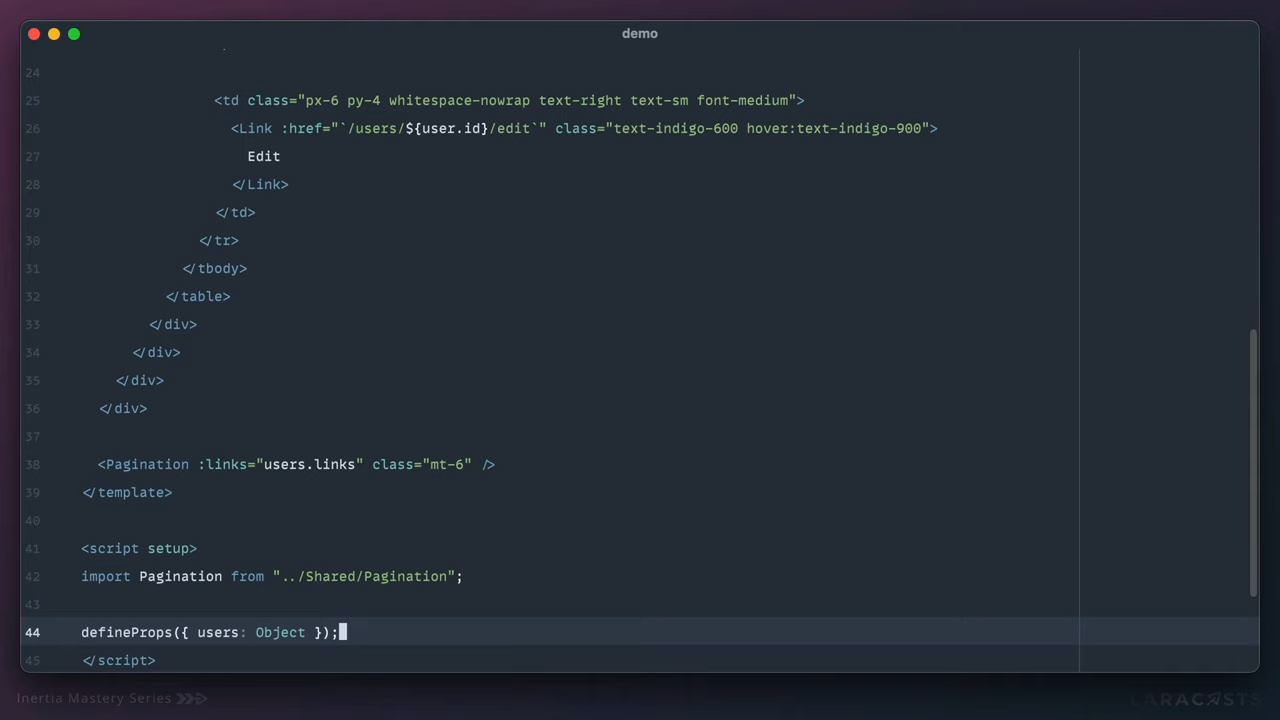 demo
24
25 <td class="px-6 py-4 whitespace-nowrap text-right text-sm font-medium">
26 <Link :href="`/users/${user.id}/edit`" class="text-indigo-600 hover:text-indigo-900">
27 Edit
28 </Link>
29 </td>
30 </tr>
31 </tbody>
32 </table>
33 </div>
34 </div>
35 </div>
36 </div>
37
38 <Pagination :links="users.links" class="mt-6" />
39 </template>
40
41 <script setup>
42 import Pagination from "../Shared/Pagination";
43
44 defineProps({ users: Object });
45 </script>
Inertia Mastery Series
LARACASTS